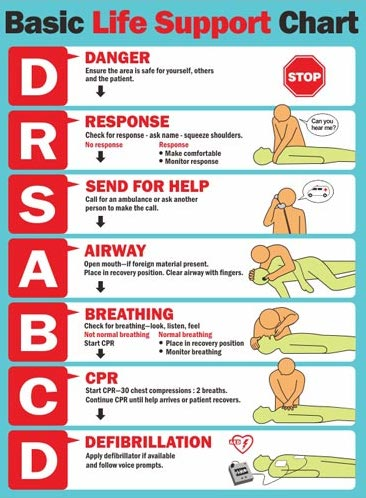 Basic Life Support Chart
D
DANGER
Ensure the area is safe for yourself, others
and the patient.
STOP
R
RESPONSE
Check for response - ask name - squeeze shoulders.
No response
Response
• Make comfortable
• Monitor response
Can you
hear me?
S
SEND FOR HELP
Call for an ambulance or ask another
person to make the call.
A
AIRWAY
Open mouth—if foreign material present.
Place in recovery position. Clear airway with fingers.
B
BREATHING
Check for breathing—look, listen, feel
Not normal breathing
Start CPR
Normal breathing
• Place in recovery position
• Monitor breathing
C
CPR
Start CPR—30 chest compressions : 2 breaths.
Continue CPR until help arrives or patient recovers.
D
DEFIBRILLATION
Apply defibrillator if available
and follow voice prompts.
AED